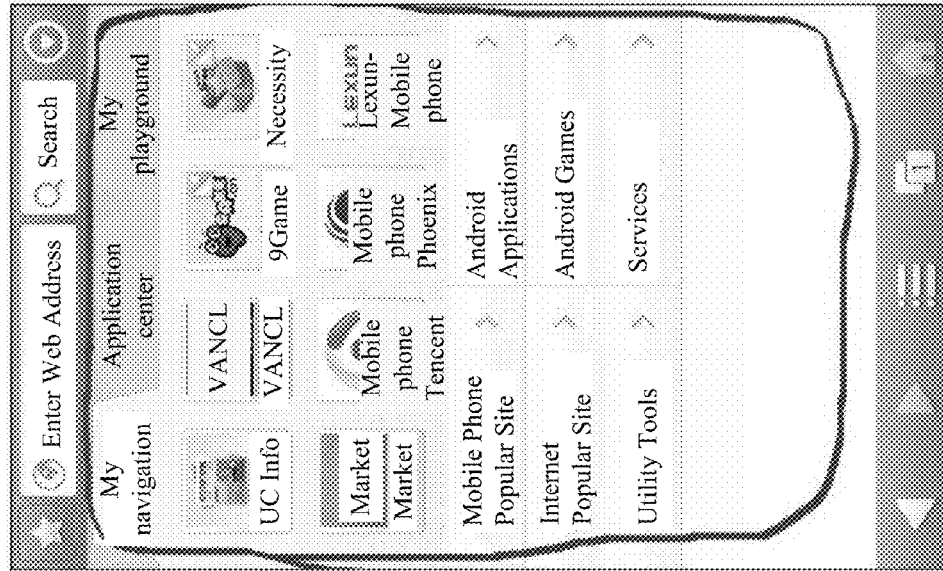 Enter Web Address
Search
My
navigation
Application
center
My
playground
UC Info
VANCL
VANCL
9Game
Necessity
Market
Market
Mobile
phone
Tencent
Mobile
phone
Phoenix
Lexun
Lexun-
Mobile
phone
Mobile Phone
Popular Site
Android
Applications
Internet
Popular Site
Android Games
Utility Tools
Services
1